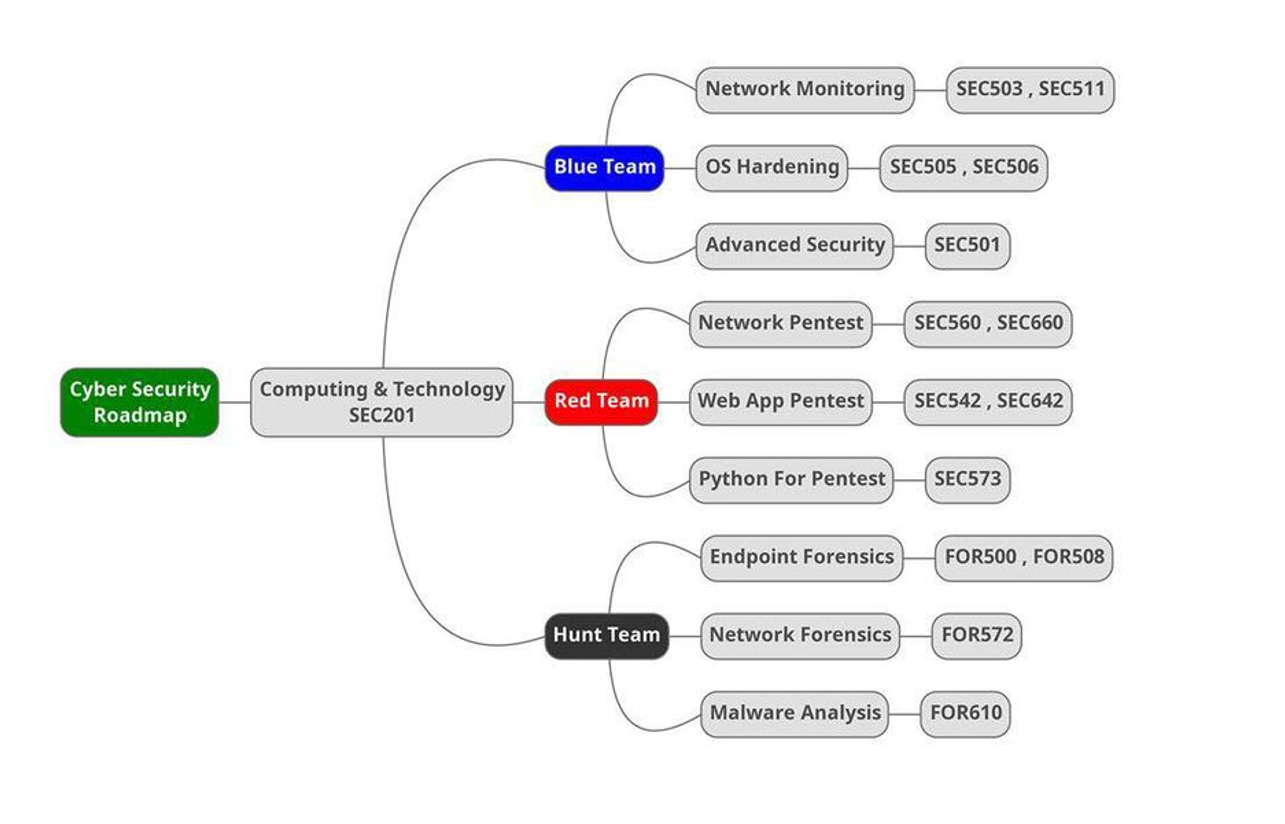 Cyber Security
Roadmap
Computing & Technology
SEC201
Blue Team
Network Monitoring
SEC503 , SEC511
OS Hardening
SEC505 , SEC506
Advanced Security
SEC501
Red Team
Network Pentest
SEC560 , SEC660
Web App Pentest
SEC542 , SEC642
Python For Pentest
SEC573
Hunt Team
Endpoint Forensics
FOR500 , FOR508
Network Forensics
FOR572
Malware Analysis
FOR610